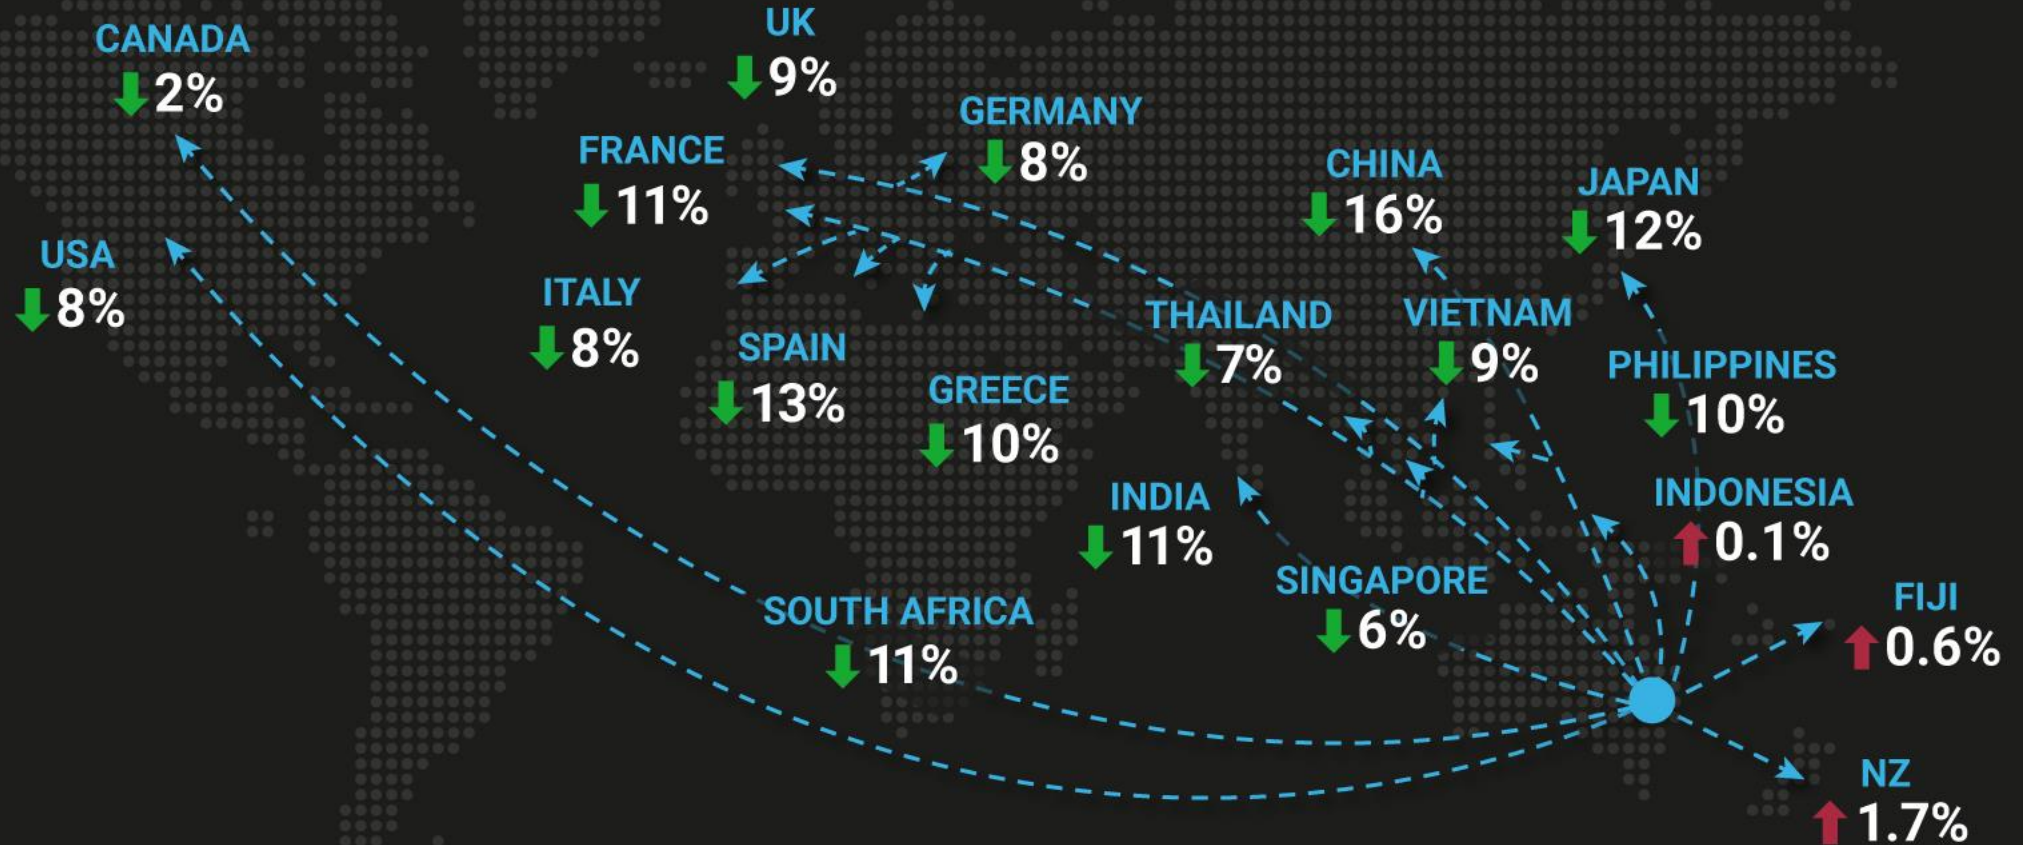 CANADA
2%
UK
9%
GERMANY
8%
FRANCE
11%
CHINA
16%
JAPAN
12%
USA
8%
ITALY
8%
SPAIN
13%
GREECE
10%
THAILAND
7%
VIETNAM
9%
PHILIPPINES
10%
INDIA
11%
INDONESIA
0.1%
SINGAPORE
6%
SOUTH AFRICA
11%
FIJI
0.6%
NZ
1.7%